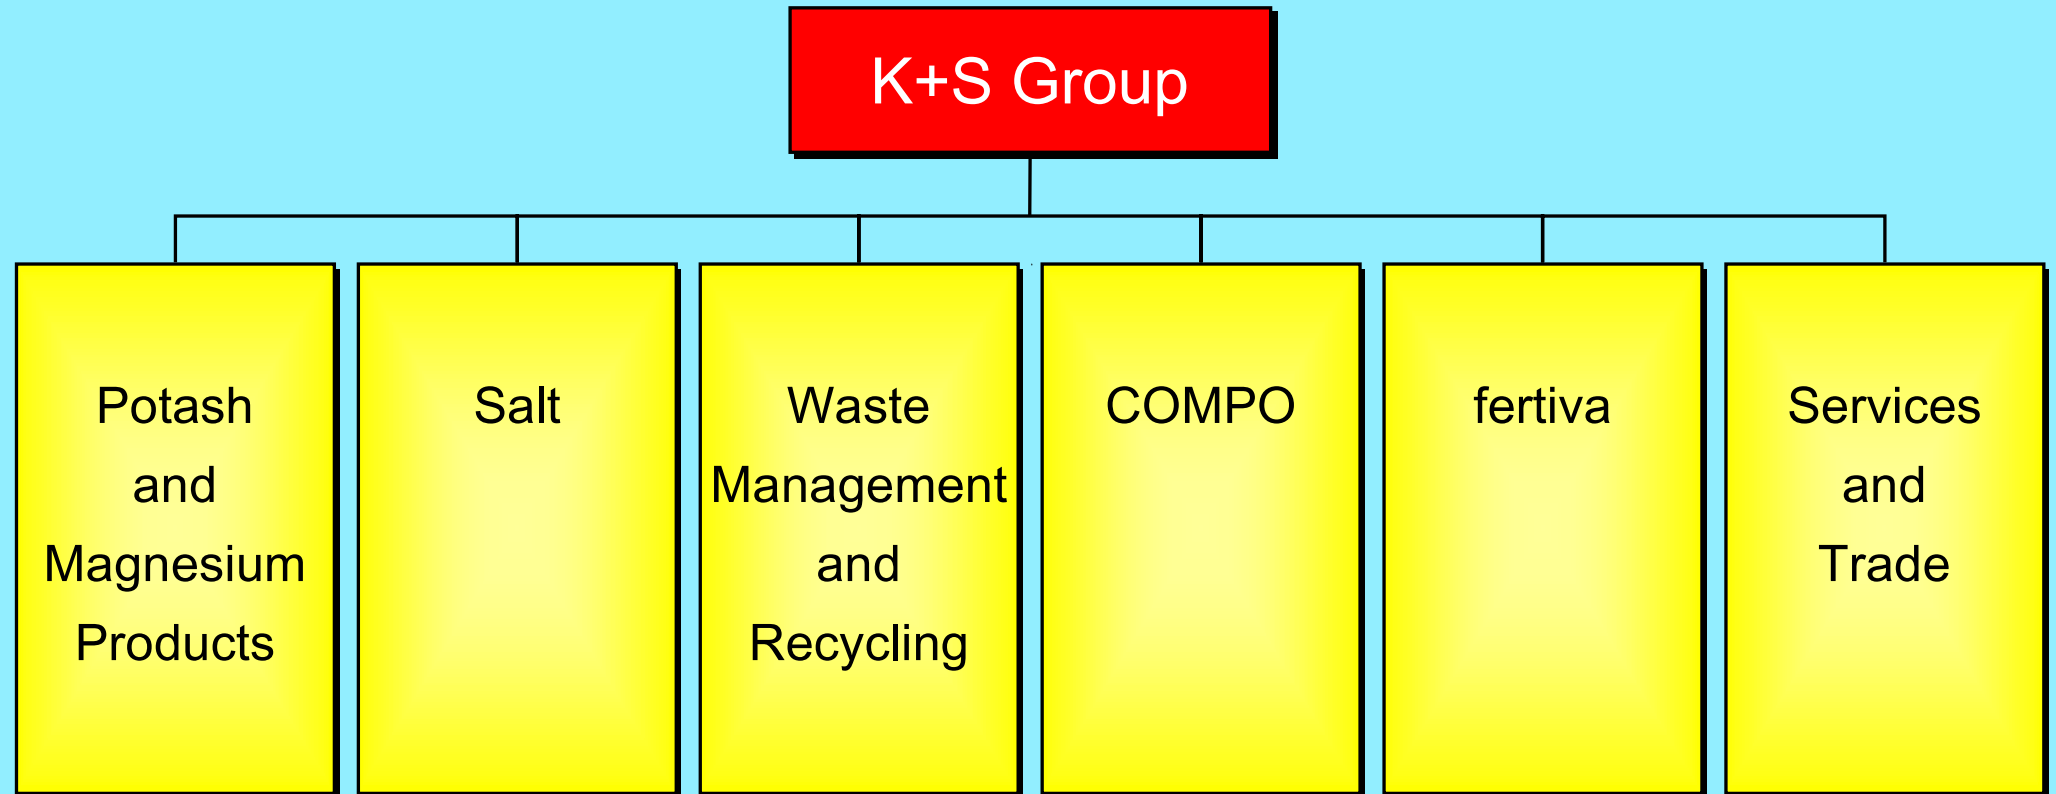 K+S Group
Potash
and
Magnesium
Products
Salt
Waste
Management
and
Recycling
COMPO
fertiva
Services
and
Trade